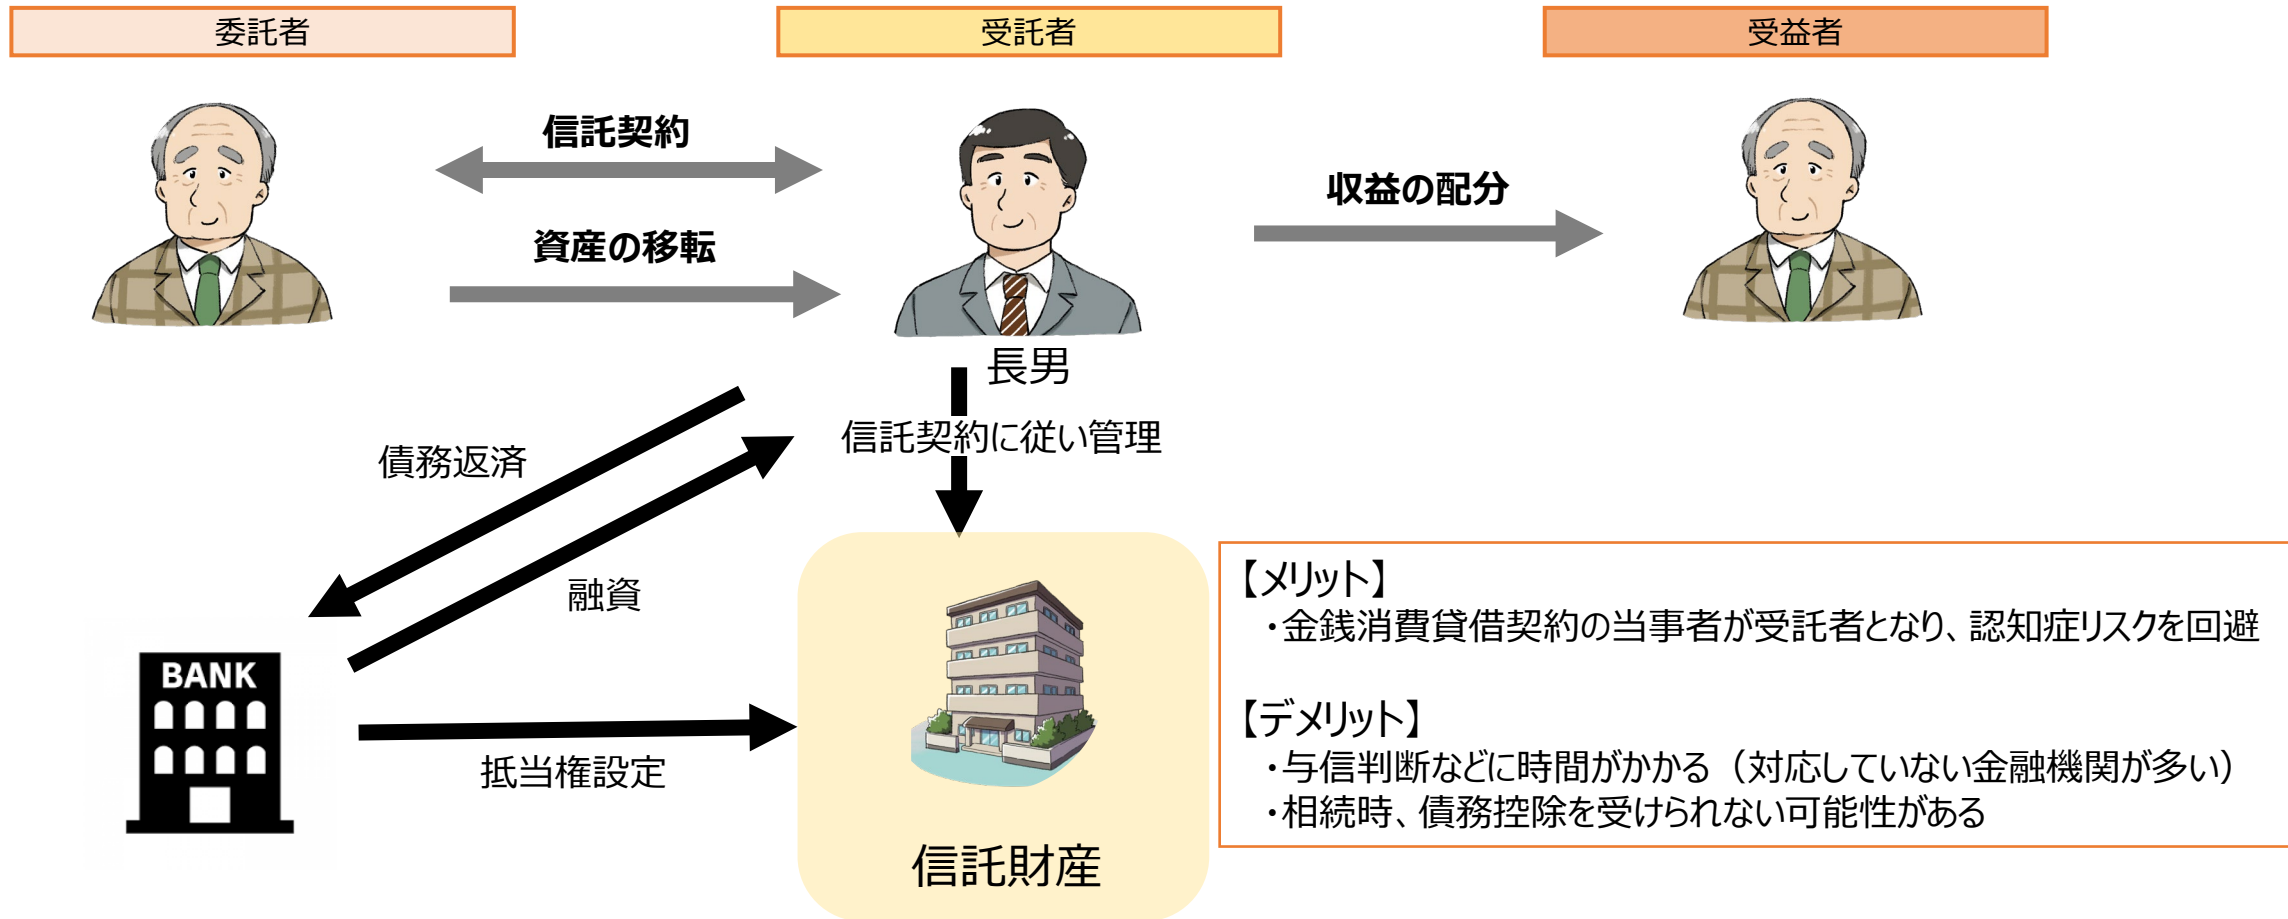 委託者
受託者
受益者
信託契約
収益の配分
資産の移転
長男
信託契約に従い管理
債務返済
融資
BANK
抵当権設定
信託財産
【メリット】
・金銭消費貸借契約の当事者が受託者となり、認知症リスクを回避
【デメリット】
・与信判断などに時間がかかる（対応していない金融機関が多い）
・相続時、債務控除を受けられない可能性がある